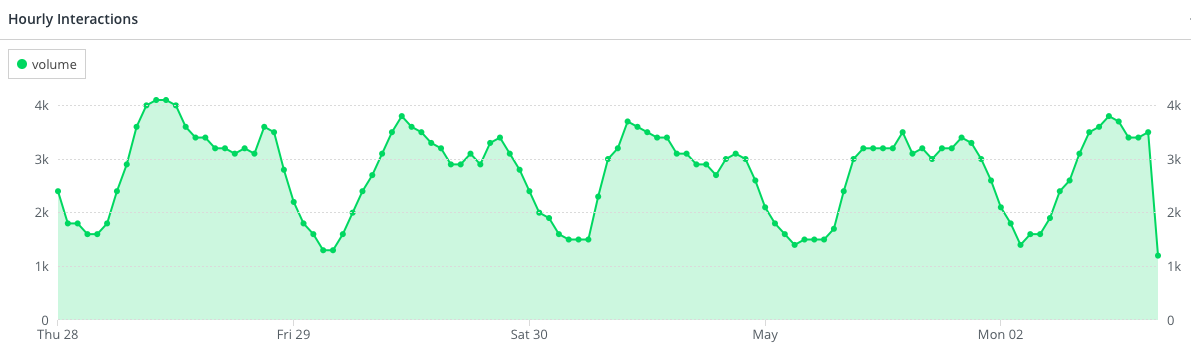 Hourly Interactions
volume
4k 4k
3k 3k
2k 2k
1k 1k
0 0
Thu 28 Fri 29 Sat 30 May Mon 02